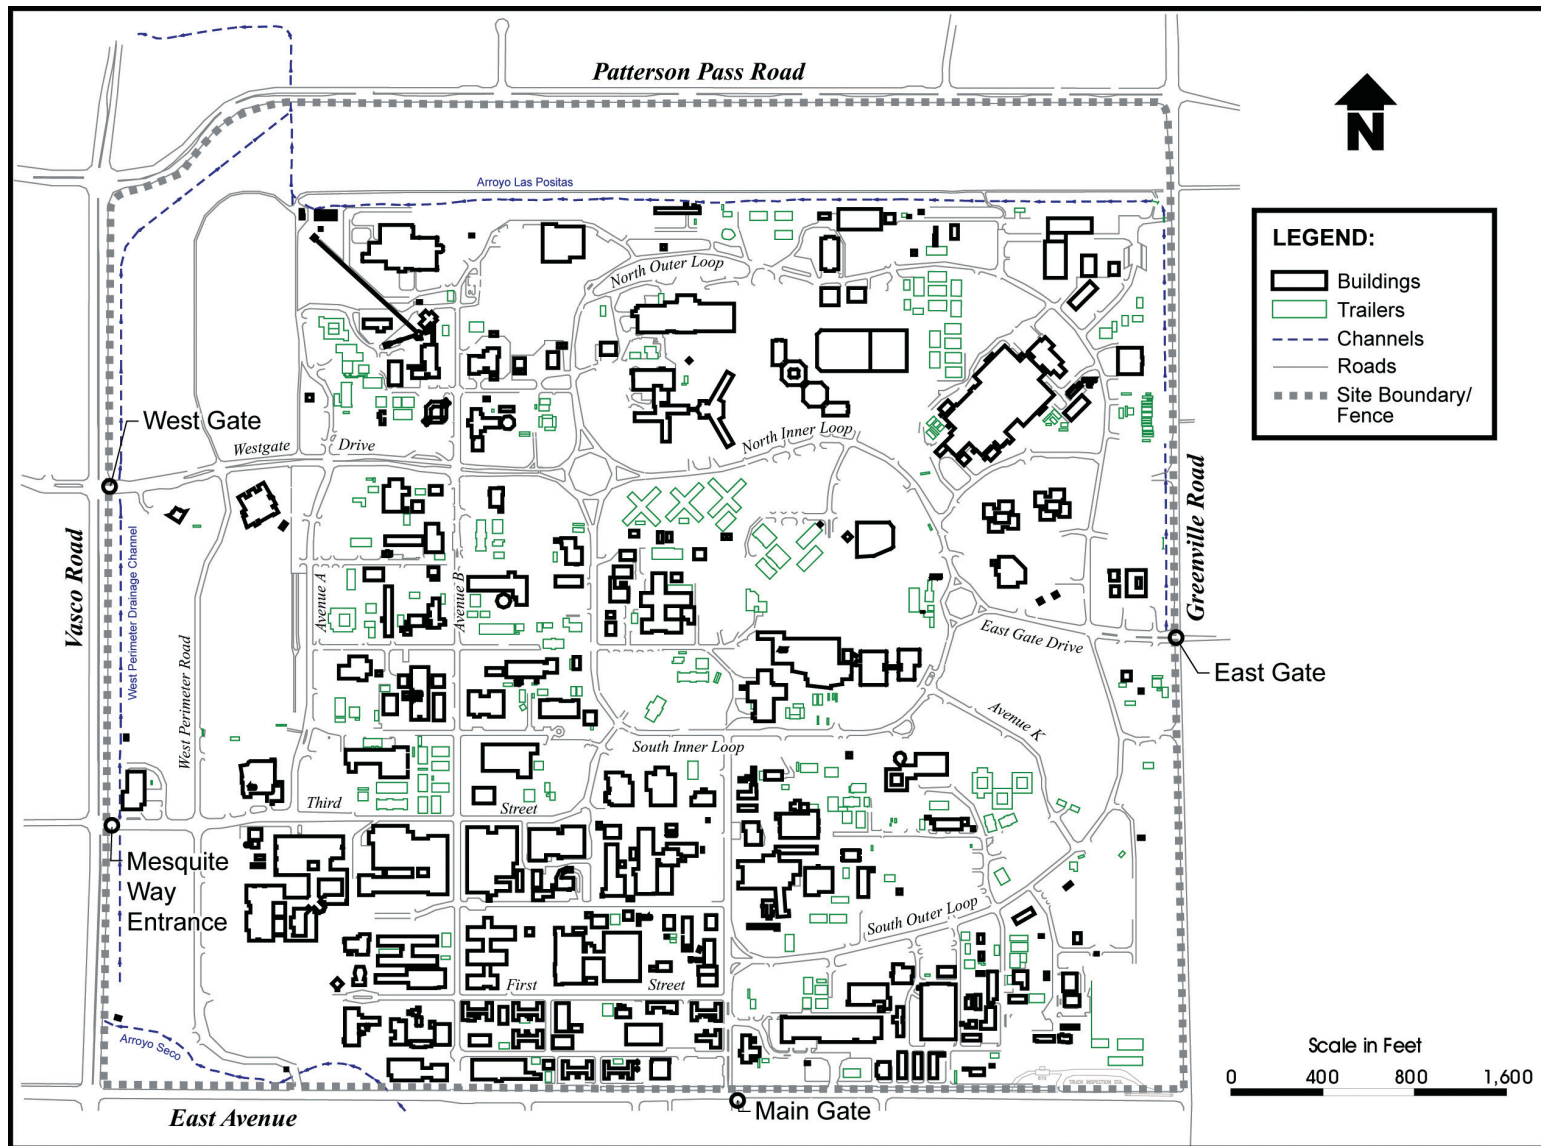 Patterson Pass Road
N
Arroyo Las Positas
LEGEND:
Buildings
Trailers
Channels
Roads
Site Boundary/
Fence
North Outer Loop
West Gate
Westgate Drive
North Inner Loop
Vasco Road
West Perimeter Drainage Channel
West Perimeter Road
Avenue A
Avenue B
Greenville Road
East Gate Drive
East Gate
Avenue K
South Inner Loop
Third Street
Mesquite
Way
Entrance
South Outer Loop
First Street
Arroyo Seco
TRUCK INSPECTION STA.
Scale in Feet
0 400 800 1,600
East Avenue
Main Gate